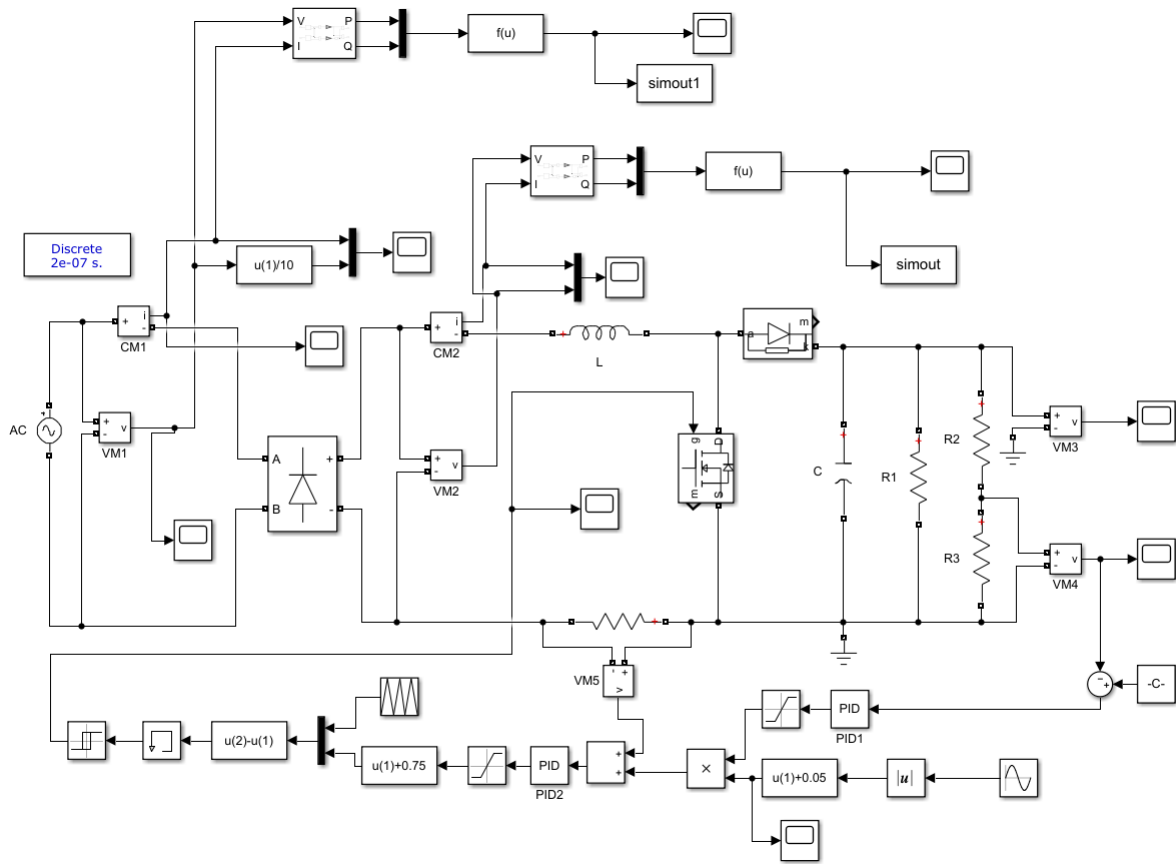 V
P
I
Q
f(u)
simout1
V
P
I
Q
f(u)
simout
Discrete
2e-07 s.
u(1)/10
+
i
-
CM1
+
i
-
CM2
L
a
m
k
AC
+
-
v
VM1
A
+
B
-
+
-
v
VM2
g
D
m
S
C
R1
R2
R3
+
-
v
VM3
+
-
v
VM4
VM5
-
+
v
-
+
-C-
PID
PID1
u(2)-u(1)
u(1)+0.75
PID
PID2
+
+
×
u(1)+0.05
|u|